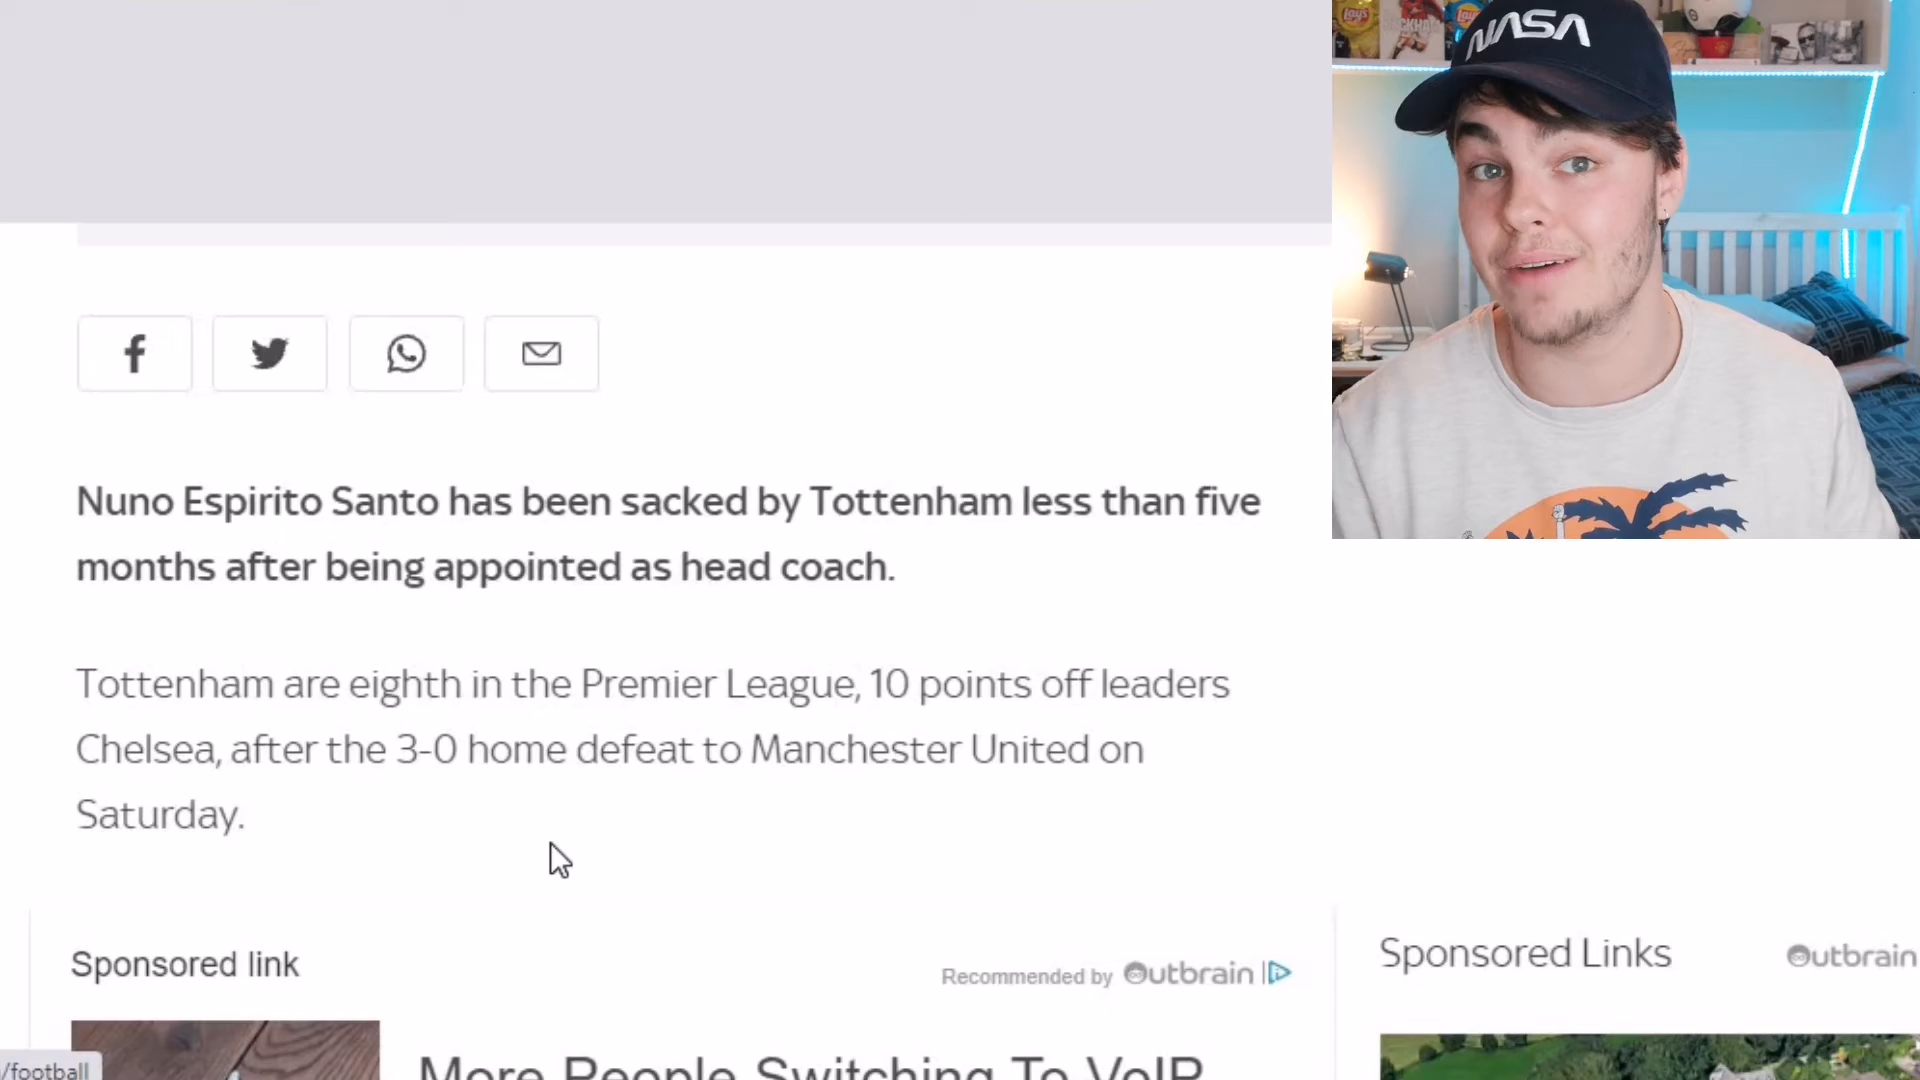 NASA
Lay's
Nuno Espirito Santo has been sacked by Tottenham less than five
months after being appointed as head coach.
Tottenham are eighth in the Premier League, 10 points off leaders
Chelsea, after the 3-0 home defeat to Manchester United on
Saturday.
Sponsored link
Recommended by Outbrain
Sponsored Links
Outbrain
More People Switching To VoIP
/football